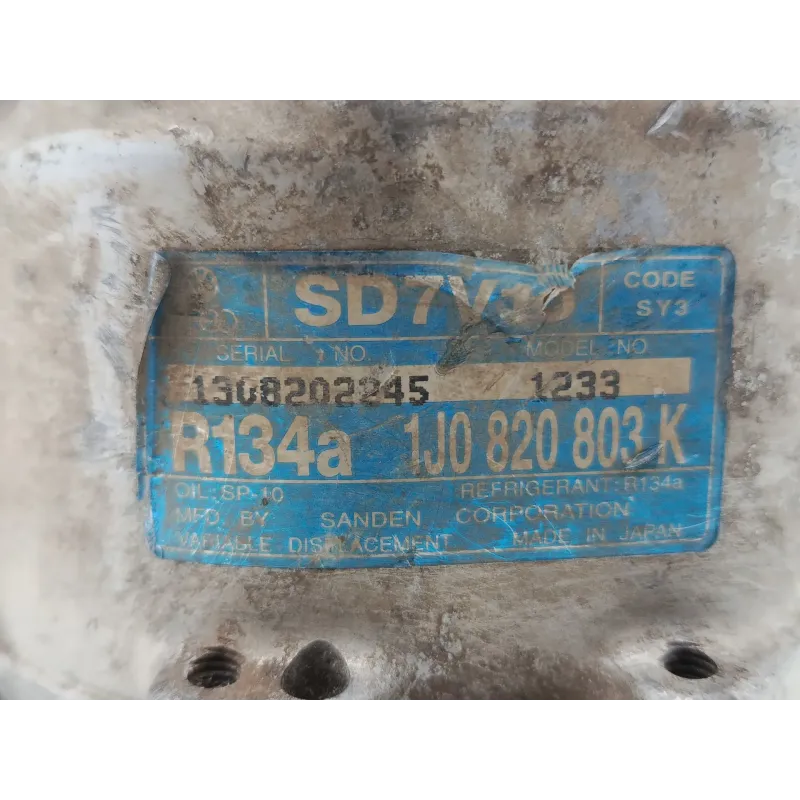 SD7V16
CODE
SY3
SERIAL NO.
MODEL NO
1308202245 1233
R134a 1J0 820 803 K
OIL: SP-10 REFRIGERANT: R134a
MFD. BY SANDEN CORPORATION
VARIABLE DISPLACEMENT MADE IN JAPAN